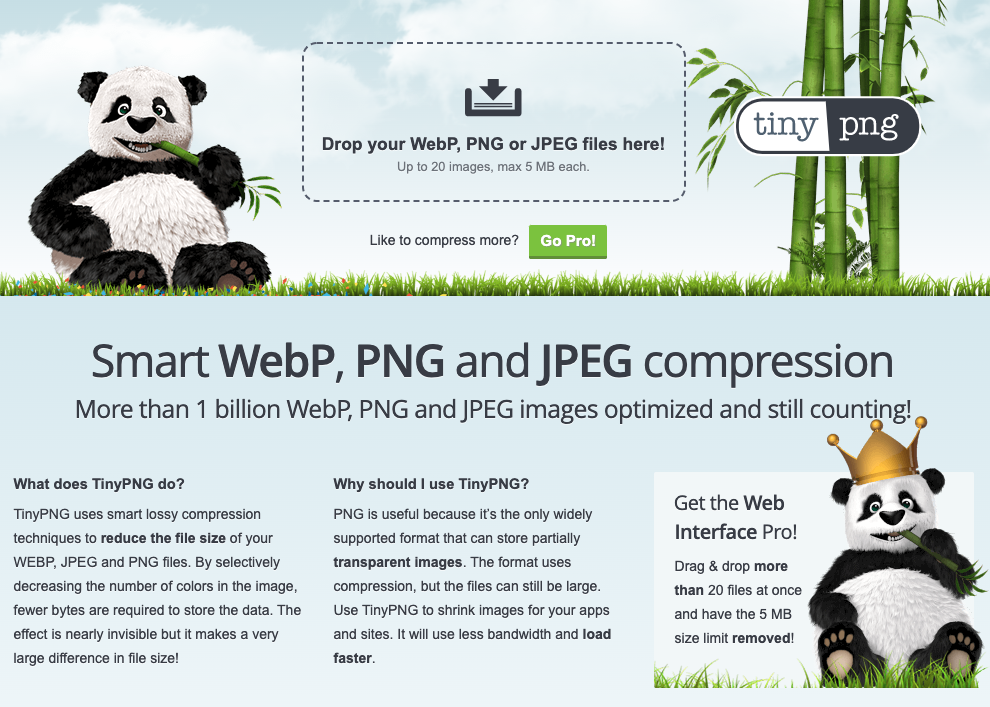 Drop your WebP, PNG or JPEG files here!
Up to 20 images, max 5 MB each.
tiny png
Like to compress more? Go Pro!
Smart WebP, PNG and JPEG compression
More than 1 billion WebP, PNG and JPEG images optimized and still counting!
What does TinyPNG do?
TinyPNG uses smart lossy compression
techniques to reduce the file size of your
WEBP, JPEG and PNG files. By selectively
decreasing the number of colors in the image,
fewer bytes are required to store the data. The
effect is nearly invisible but it makes a very
large difference in file size!
Why should I use TinyPNG?
PNG is useful because it's the only widely
supported format that can store partially
transparent images. The format uses
compression, but the files can still be large.
Use TinyPNG to shrink images for your apps
and sites. It will use less bandwidth and load
faster.
Get the Web
Interface Pro!
Drag & drop more
than 20 files at once
and have the 5 MB
size limit removed!